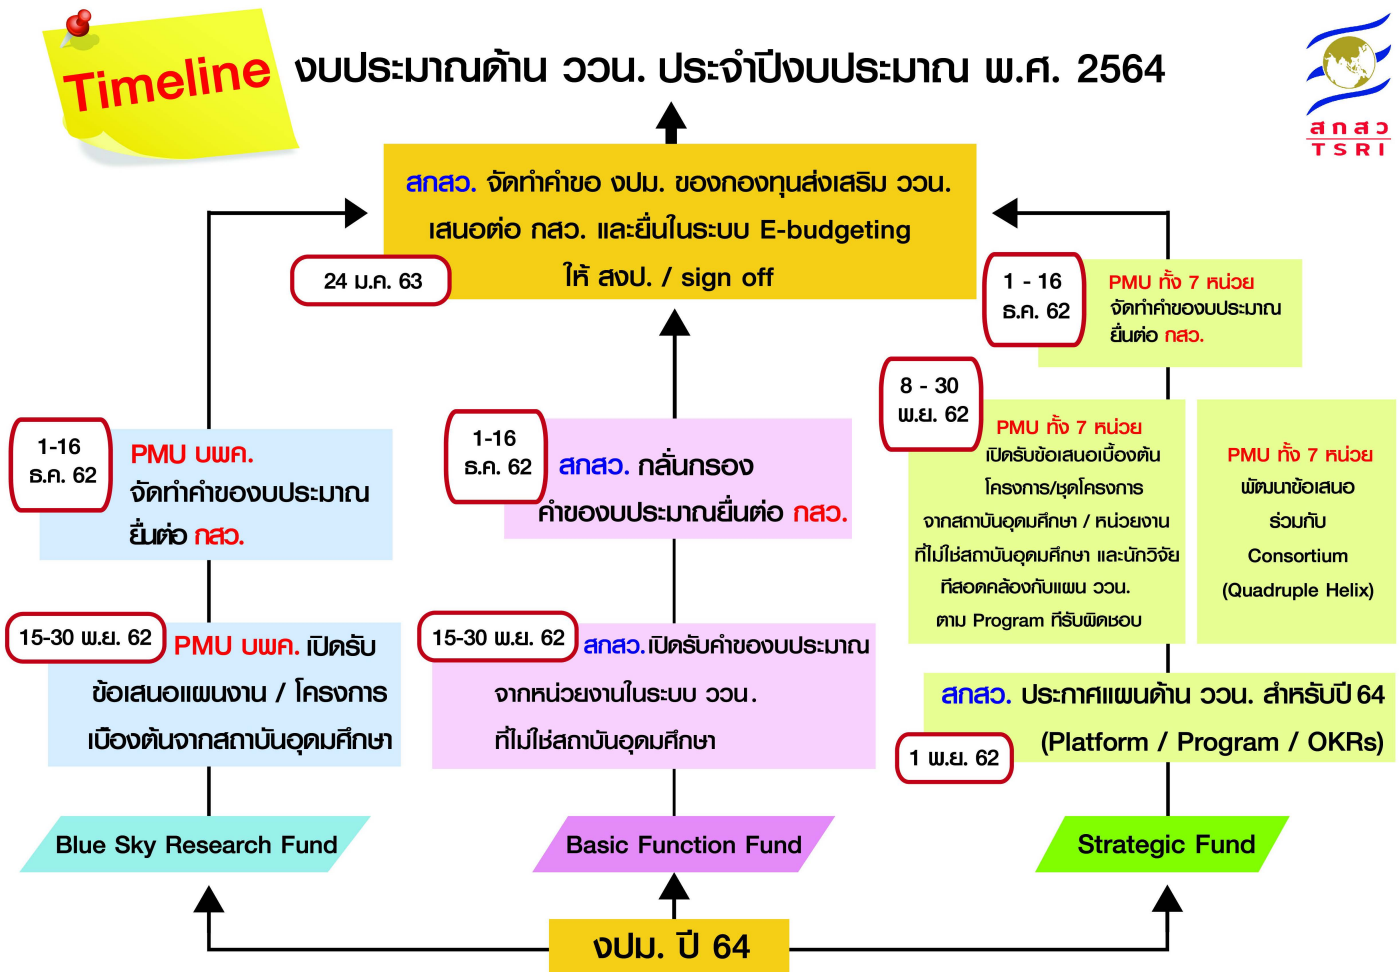 Timeline
งบประมาณด้าน ววน. ประจำปีงบประมาณ พ.ศ. 2564
สกสว
TSRI
สกสว. จัดทำคำขอ งปม. ของกองทุนส่งเสริม ววน.
เสนอต่อ กสว. และยื่นในระบบ E-budgeting
ให้ สงป. / sign off
24 ม.ค. 63
1-16
ธ.ค. 62
PMU บพค.
จัดทำคำของบประมาณ
ยื่นต่อ กสว.
15-30 พ.ย. 62
PMU บพค. เปิดรับ
ข้อเสนอแผนงาน / โครงการ
เบืองต้นจากสถาบันอุดมศึกษา
Blue Sky Research Fund
1-16
ธ.ค. 62
สกสว. กลั่นกรอง
คำของบประมาณยื่นต่อ กสว.
15-30 พ.ย. 62
สกสว. เปิดรับคำของบประมาณ
จากหน่วยงานในระบบ ววน.
ที่ไม่ใช่สถาบันอุดมศึกษา
Basic Function Fund
1 - 16
ธ.ค. 62
PMU ทั้ง 7 หน่วย
จัดทำคำของบประมาณ
ยื่นต่อ กสว.
8 - 30
พ.ย. 62
PMU ทั้ง 7 หน่วย
เปิดรับข้อเสนอเบื้องต้น
โครงการ/ชุดโครงการ
จากสถาบันอุดมศึกษา / หน่วยงาน
ที่ไม่ใช่สถาบันอุดมศึกษา และนักวิจัย
ทีสอดคล้องกับแผน ววน.
ตาม Program ทีรับผิดชอบ
PMU ทั้ง 7 หน่วย
พัฒนาข้อเสนอ
ร่วมกับ
Consortium
(Quadruple Helix)
สกสว. ประกาศแผนด้าน ววน. สำหรับปี 64
(Platform / Program / OKRs)
1 พ.ย. 62
Strategic Fund
งปม. ปี 64